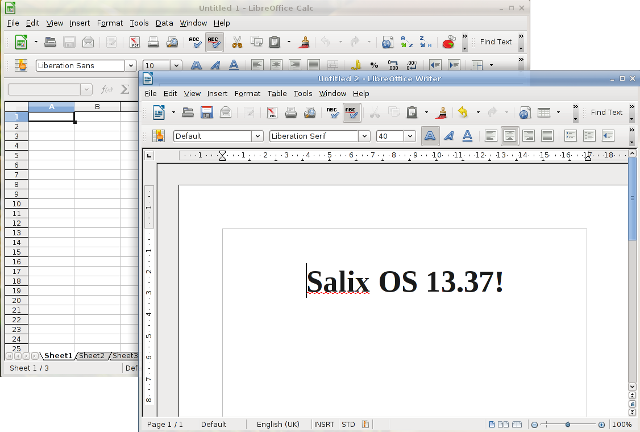 Untitled 1 - LibreOffice Calc
File Edit View Insert Format Tools Data Window Help
Find Text
Liberation Sans 10
A B
1
2
3
4
5
6
7
8
9
10
11
12
13
14
15
16
17
18
19
20
21
22
23
24
25
Sheet1 Sheet2 Sheet3
Sheet 1 / 3 Def
Untitled 2 - LibreOffice Writer
File Edit View Insert Format Table Tools Window Help
Find Text
Default Liberation Serif 40
1 1 2 3 4 5 6 7 8 9 10 11 12 13 14 15 16 17 18
Salix OS 13.37!
Page 1 / 1 Default English (UK) INSRT STD 100%